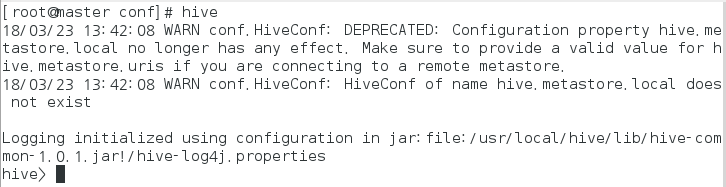 [root@master conf]# hive
18/03/23 13:42:08 WARN conf.HiveConf: DEPRECATED: Configuration property hive.me
tastore.local no longer has any effect. Make sure to provide a valid value for h
ive.metastore.uris if you are connecting to a remote metastore.
18/03/23 13:42:08 WARN conf.HiveConf: HiveConf of name hive.metastore.local does
 not exist
Logging initialized using configuration in jar:file:/usr/local/hive/lib/hive-com
mon-1.0.1.jar!/hive-log4j.properties
hive>